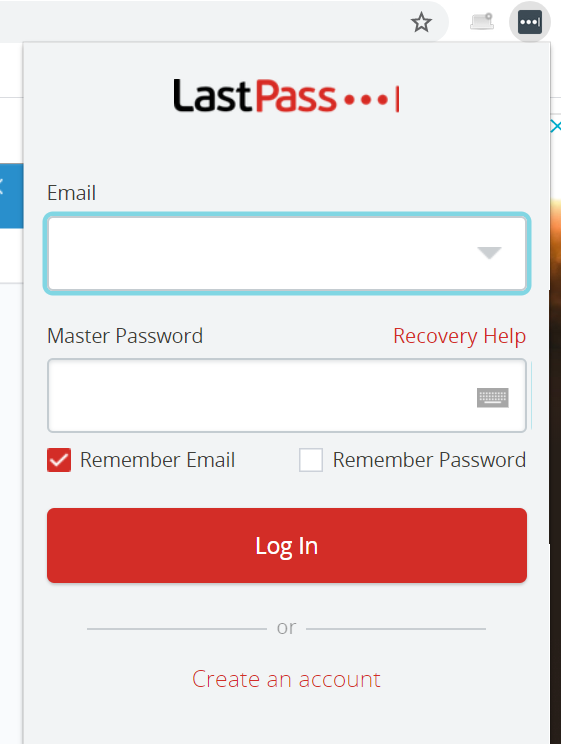 LastPass
Email
Master Password Recovery Help
Remember Email Remember Password
Log In
or
Create an account